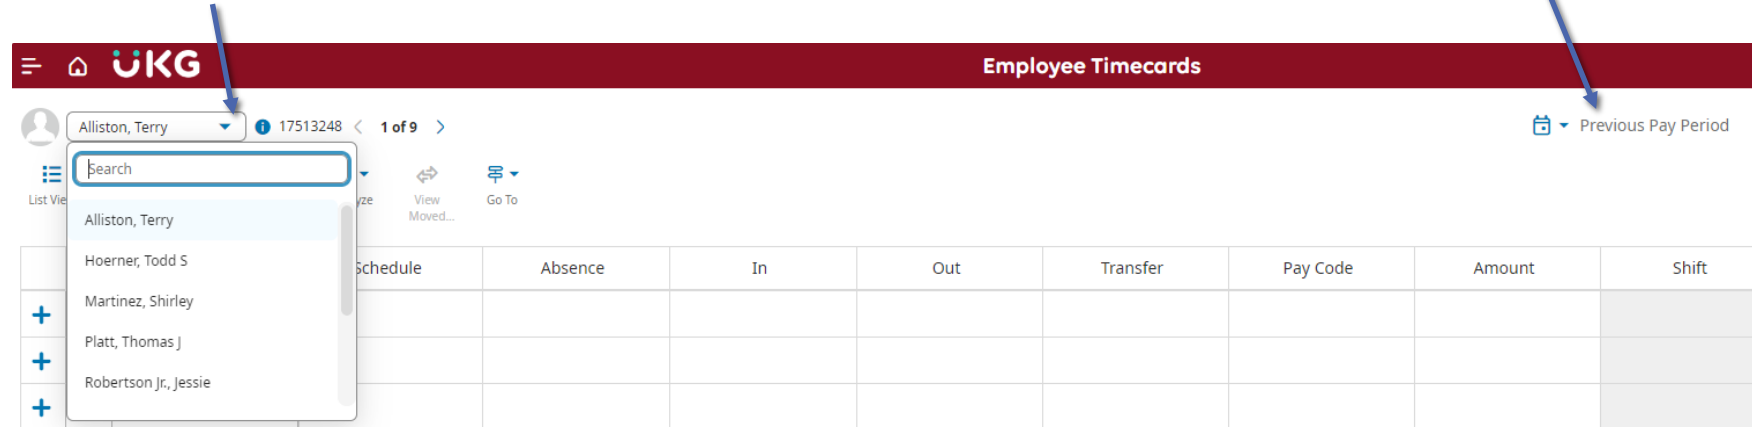 UKG
Employee Timecards
Alliston, Terry
17513248
1 of 9
Previous Pay Period
Search
List Vie
yze
View
Moved...
Go To
Alliston, Terry
Hoerner, Todd S
Martinez, Shirley
Platt, Thomas J
Robertson Jr., Jessie
Schedule
Absence
In
Out
Transfer
Pay Code
Amount
Shift